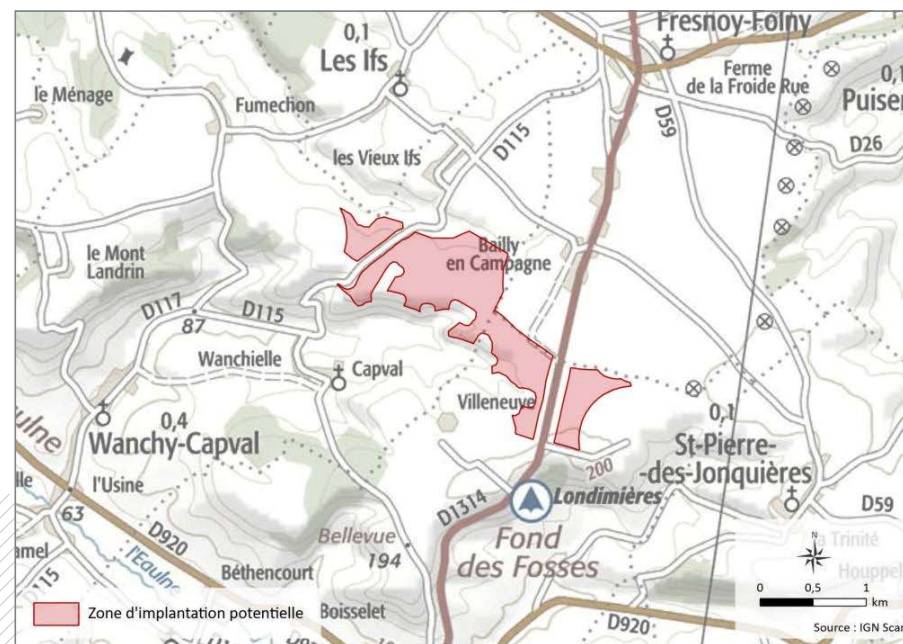 Fresnoy-Folny
0,1
Les Ifs
le Ménage
Fumechon
Ferme
de la Froide Rue
0,1
les Vieux Ifs
D115
D59
D26
le Mont
Landrin
Bailly
en Campagne
D117
87
D115
Wanchielle
Capval
Villeneuve
0,4
Wanchy-Capval
0,1
St-Pierre-
-des-Jonquières
l'Usine
63
D920
l'Eaulne
D115
Bellevue
194
Béthencourt
Boisselet
D1314
200
Londimières
Fond
des Fosses
D59
la Trinité
D920
N
0
0,5
1
km
Zone d'implantation potentielle
Source : IGN Scan